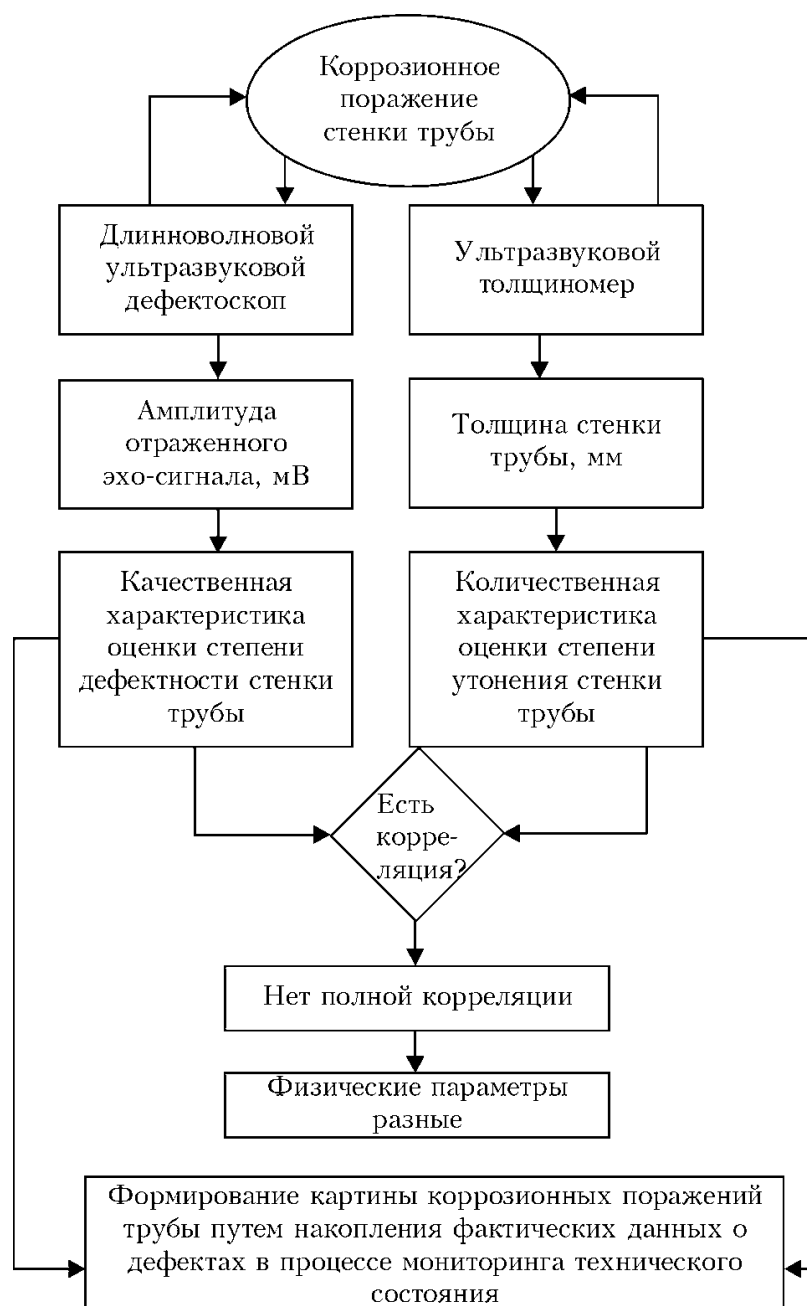 Коррозионное
поражение
стенки трубы
Длинноволновой
ультразвуковой
дефектоскоп
Ультразвуковой
толщиномер
Амплитуда
отраженного
эхо-сигнала, мВ
Толщина стенки
трубы, мм
Качественная
характеристика
оценки степени
дефектности стенки
трубы
Количественная
характеристика
оценки степени
утонения стенки
трубы
Есть
корре-
ляция?
Нет полной корреляции
Физические параметры
разные
Формирование картины коррозионных поражений
трубы путем накопления фактических данных о
дефектах в процессе мониторинга технического
состояния